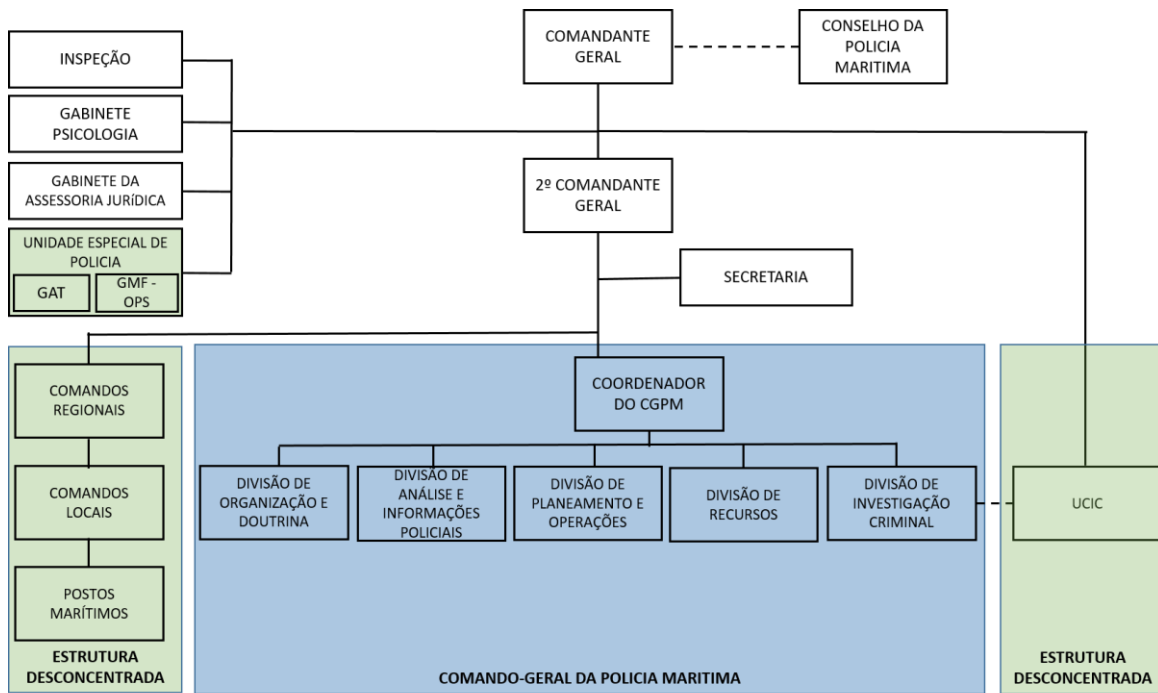 COMANDANTE
GERAL
CONSELHO DA
POLICIA
MARITIMA
INSPEÇÃO
GABINETE
PSICOLOGIA
GABINETE DA
ASSESSORIA JURÍDICA
UNIDADE ESPECIAL DE
POLICIA
GAT
GMF -
OPS
2º COMANDANTE
GERAL
SECRETARIA
COMANDOS
REGIONAIS
COMANDOS
LOCAIS
POSTOS
MARÍTIMOS
ESTRUTURA
DESCONCENTRADA
COORDENADOR
DO CGPM
DIVISÃO DE
ORGANIZAÇÃO E
DOUTRINA
DIVISÃO DE
ANÁLISE E
INFORMAÇÕES
POLICIAIS
DIVISÃO DE
PLANEAMENTO E
OPERAÇÕES
DIVISÃO DE
RECURSOS
DIVISÃO DE
INVESTIGAÇÃO
CRIMINAL
COMANDO-GERAL DA POLICIA MARITIMA
UCIC
ESTRUTURA
DESCONCENTRADA